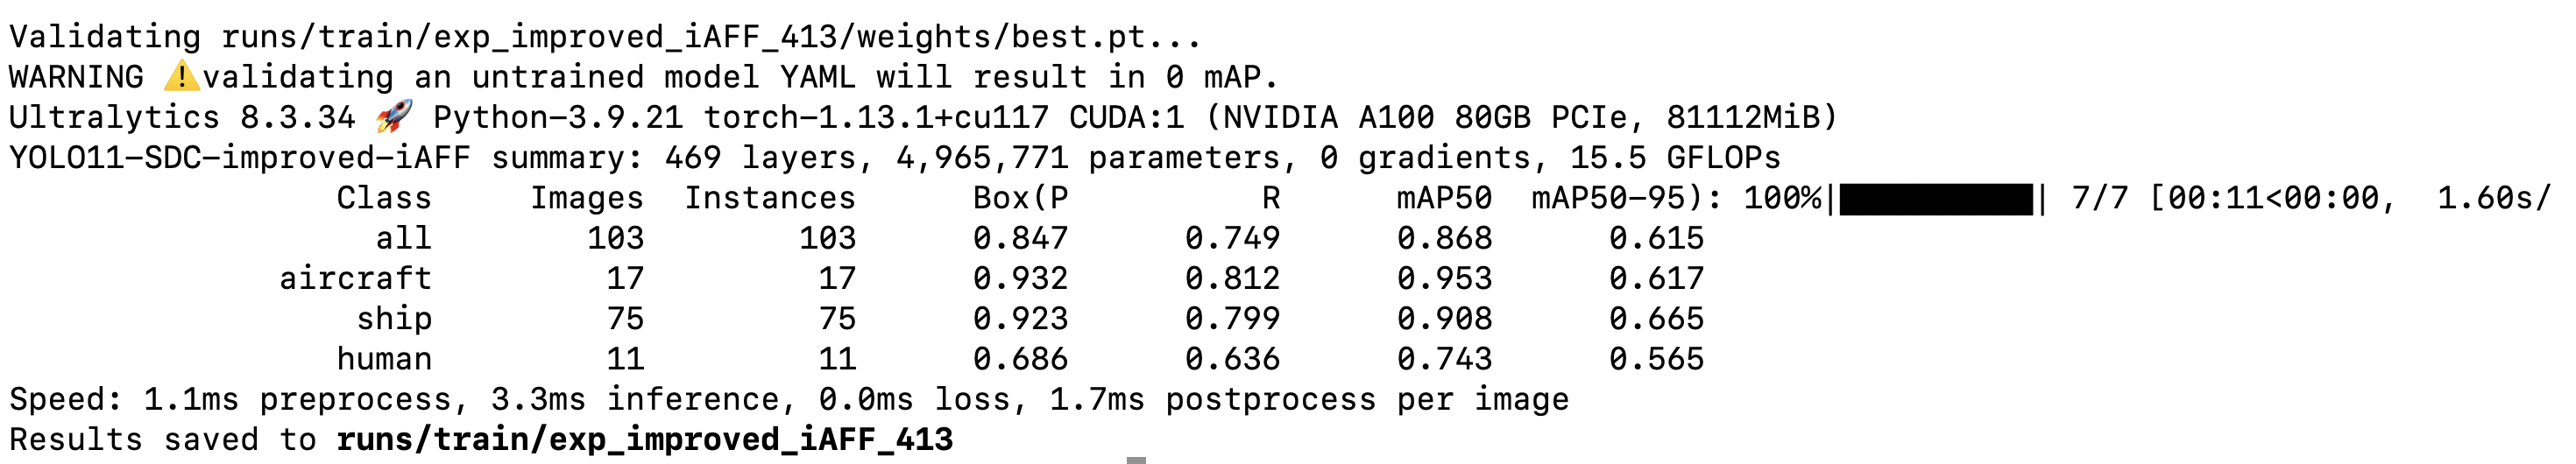 Validating runs/train/exp_improved_iAFF_413/weights/best.pt...
WARNING ⚠️validating an untrained model YAML will result in 0 mAP.
Ultralytics 8.3.34 🚀 Python-3.9.21 torch-1.13.1+cu117 CUDA:1 (NVIDIA A100 80GB PCIe, 81112MiB)
YOLO11-SDC-improved-iAFF summary: 469 layers, 4,965,771 parameters, 0 gradients, 15.5 GFLOPs
Class Images Instances Box(P R mAP50 mAP50-95): 100%|██████████| 7/7 [00:11<00:00, 1.60s/
all 103 103 0.847 0.749 0.868 0.615
aircraft 17 17 0.932 0.812 0.953 0.617
ship 75 75 0.923 0.799 0.908 0.665
human 11 11 0.686 0.636 0.743 0.565
Speed: 1.1ms preprocess, 3.3ms inference, 0.0ms loss, 1.7ms postprocess per image
Results saved to runs/train/exp_improved_iAFF_413